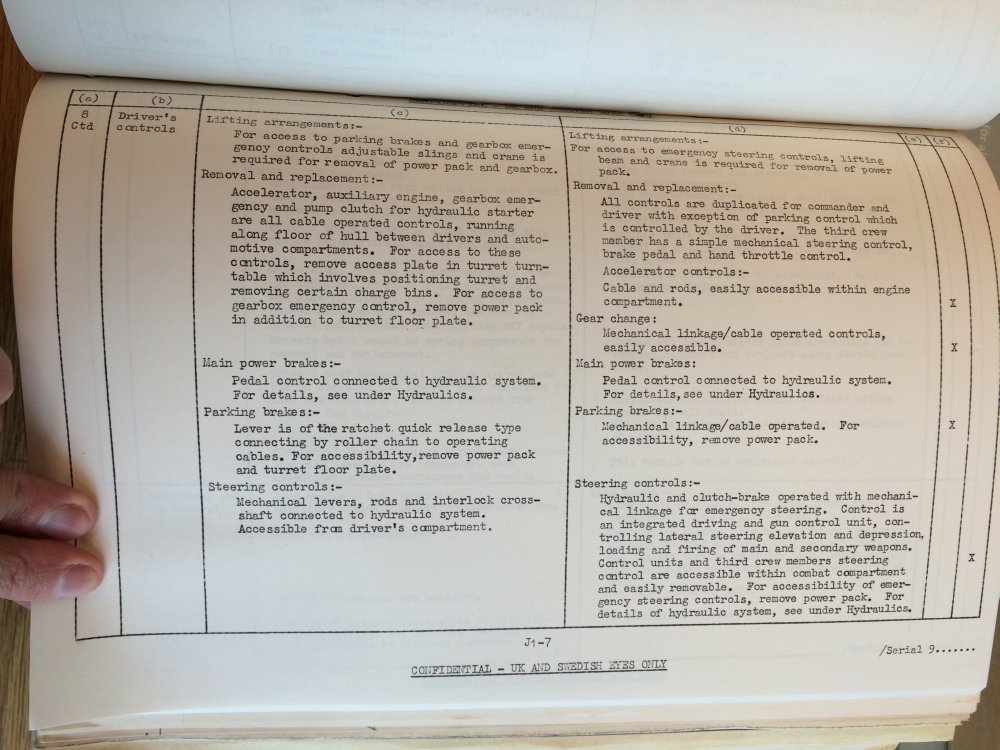 (a)
(b)
(c)
(d)
(e)
(f)
8
Ctd
Driver's
controls
Lifting arrangements:-
For access to parking brakes and gearbox emer-
gency controls adjustable slings and crane is
required for removal of power pack and gearbox.
Removal and replacement:-
Accelerator, auxiliary engine, gearbox emer-
gency and pump clutch for hydraulic starter
are all cable operated controls, running
along floor of hull between drivers and auto-
motive compartments. For access to these
controls, remove access plate in turret turn-
table which involves positioning turret and
removing certain charge bins. For access to
gearbox emergency control, remove power pack
in addition to turret floor plate.
Main power brakes:-
Pedal control connected to hydraulic system.
For details, see under Hydraulics.
Parking brakes:-
Lever is of the ratchet quick release type
connecting by roller chain to operating
cables. For accessibility,remove power pack
and turret floor plate.
Steering controls:-
Mechanical levers, rods and interlock cross-
shaft connected to hydraulic system.
Accessible from driver's compartment.
Lifting arrangements:-
For access to emergency steering controls, lifting
beam and crane is required for removal of power
pack.
Removal and replacement:-
All controls are duplicated for commander and
driver with exception of parking control which
is controlled by the driver. The third crew
member has a simple mechanical steering control,
brake pedal and hand throttle control.
Accelerator controls:-
Cable and rods, easily accessible within engine
compartment. X
Gear change:
Mechanical linkage/cable operated controls,
easily accessible. X
Main power brakes:
Pedal control connected to hydraulic system.
For details,see under Hydraulics.
Parking brakes:-
Mechanical linkage/cable operated. For X
accessibility, remove power pack.
Steering controls:-
Hydraulic and clutch-brake operated with mechani-
cal linkage for emergency steering. Control is
an integrated driving and gun control unit, con-
trolling lateral steering elevation and depression,
loading and firing of main and secondary weapons.
Control units and third crew members steering X
control are accessible within combat compartment
and easily removable. For accessibility of emer-
gency steering controls, remove power pack. For
details of hydraulic system, see under Hydraulics.
J1-7
/Serial 9.......
CONFIDENTIAL - UK AND SWEDISH EYES ONLY